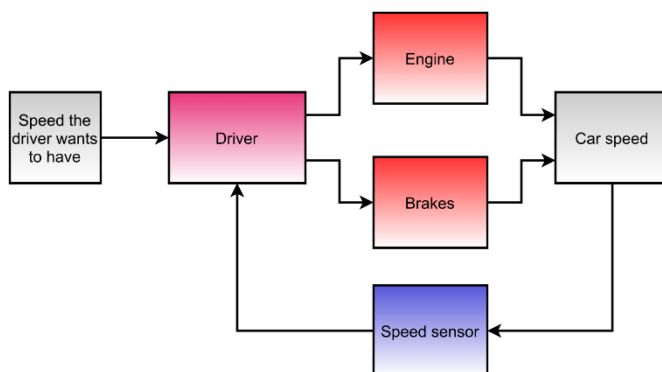 Speed the
driver wants
to have
Driver
Engine
Brakes
Car speed
Speed sensor